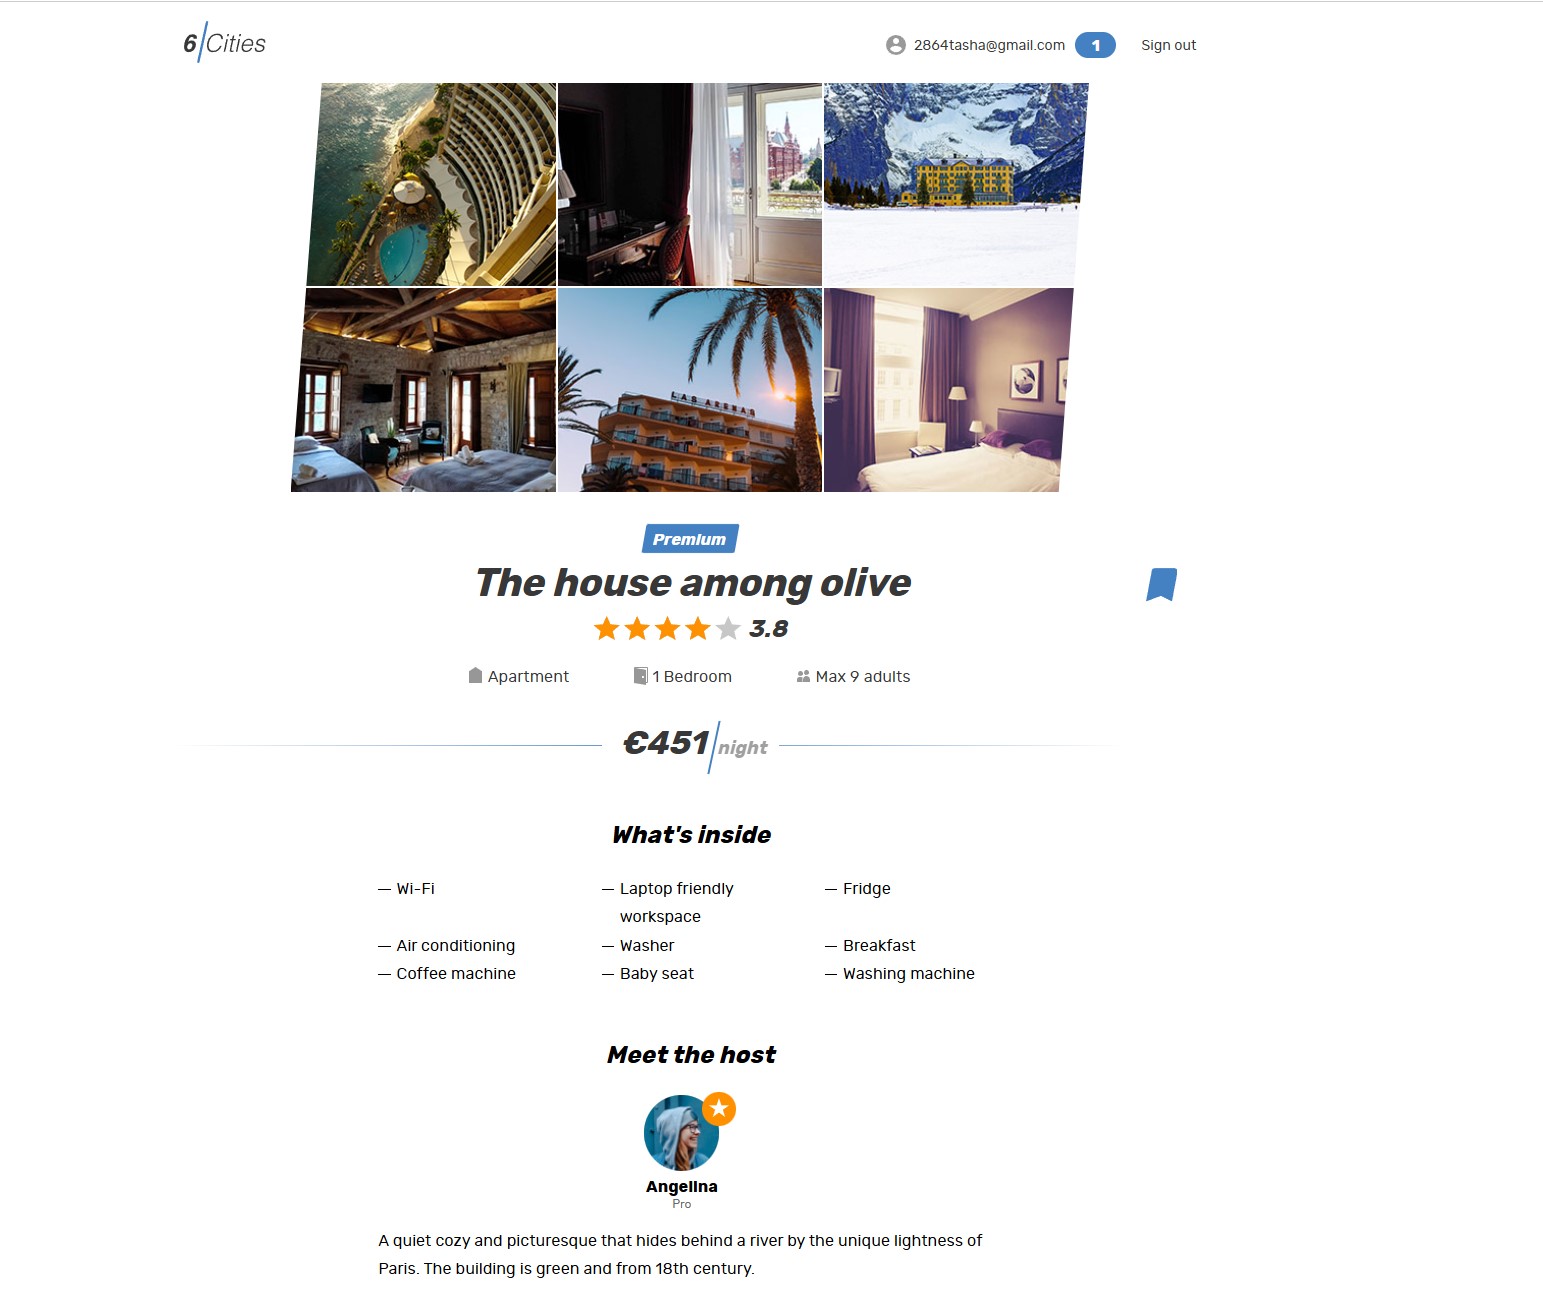 6 Cities
2864tasha@gmail.com 1 Sign out
LAS ARENAS
Premium
The house among olive
3.8
Apartment 1 Bedroom Max 9 adults
€451 night
What's inside
— Wi-Fi — Laptop friendly — Fridge
workspace
— Air conditioning — Washer — Breakfast
— Coffee machine — Baby seat — Washing machine
Meet the host
Angelina
Pro
A quiet cozy and picturesque that hides behind a river by the unique lightness of
Paris. The building is green and from 18th century.